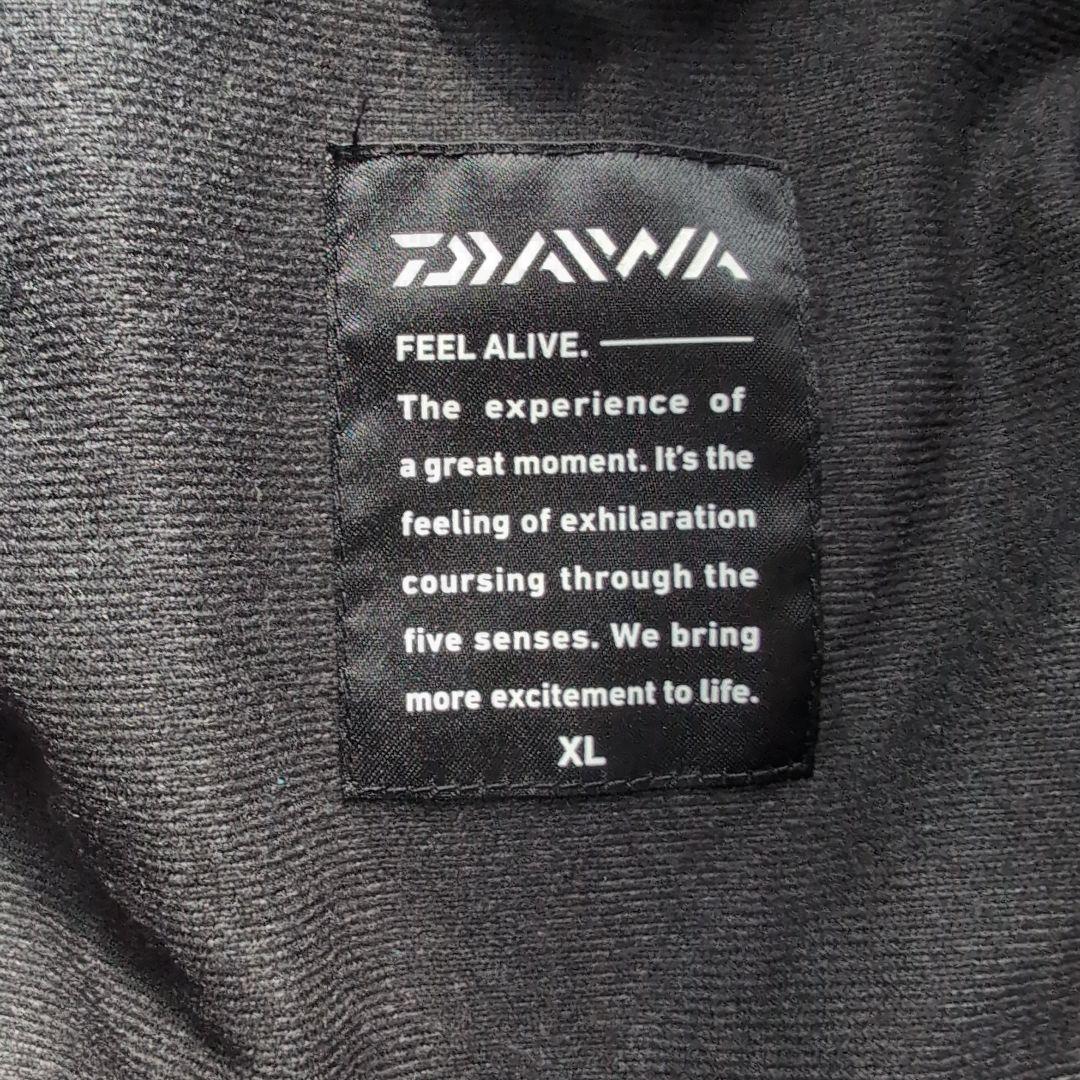 DAIWA
FEEL ALIVE.
The experience of
a great moment. It's the
feeling of exhilaration
coursing through the
five senses. We bring
more excitement to life.
XL